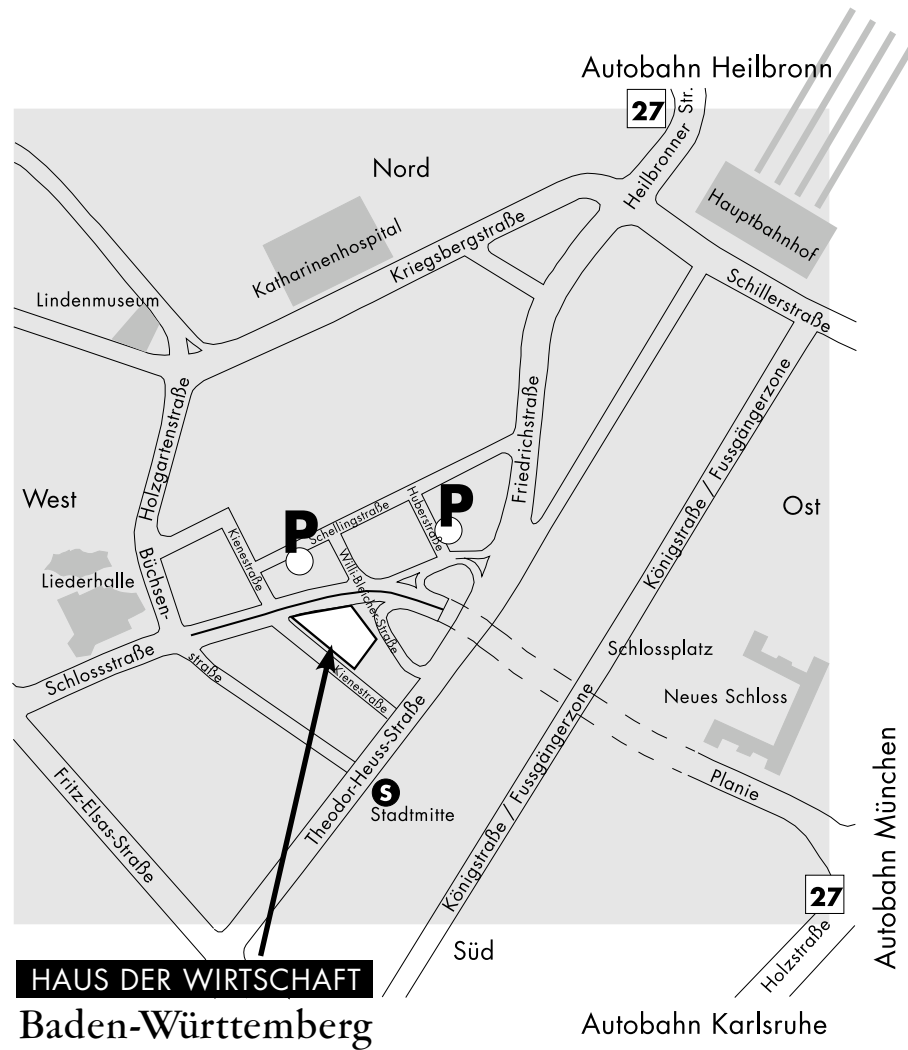 Autobahn Heilbronn
27
Heilbronner Str.
Nord
Hauptbahnhof
Katharinenhospital
Kriegsbergstraße
Schillerstraße
Lindenmuseum
Holzgartenstraße
Friedrichstraße
Königstraße / Fussgängerzone
West
Ost
P
P
Huberstraße
Schellingstraße
Kienestraße
Willi-Bleicher-Straße
Büchsen-
straße
Liederhalle
Schlossstraße
Kienestraße
Schlossplatz
Neues Schloss
Theodor-Heuss-Straße
Fritz-Elsas-Straße
S
Stadtmitte
Königstraße / Fussgängerzone
Planie
Autobahn München
27
Holzstraße
Süd
HAUS DER WIRTSCHAFT
Baden-Württemberg
Autobahn Karlsruhe